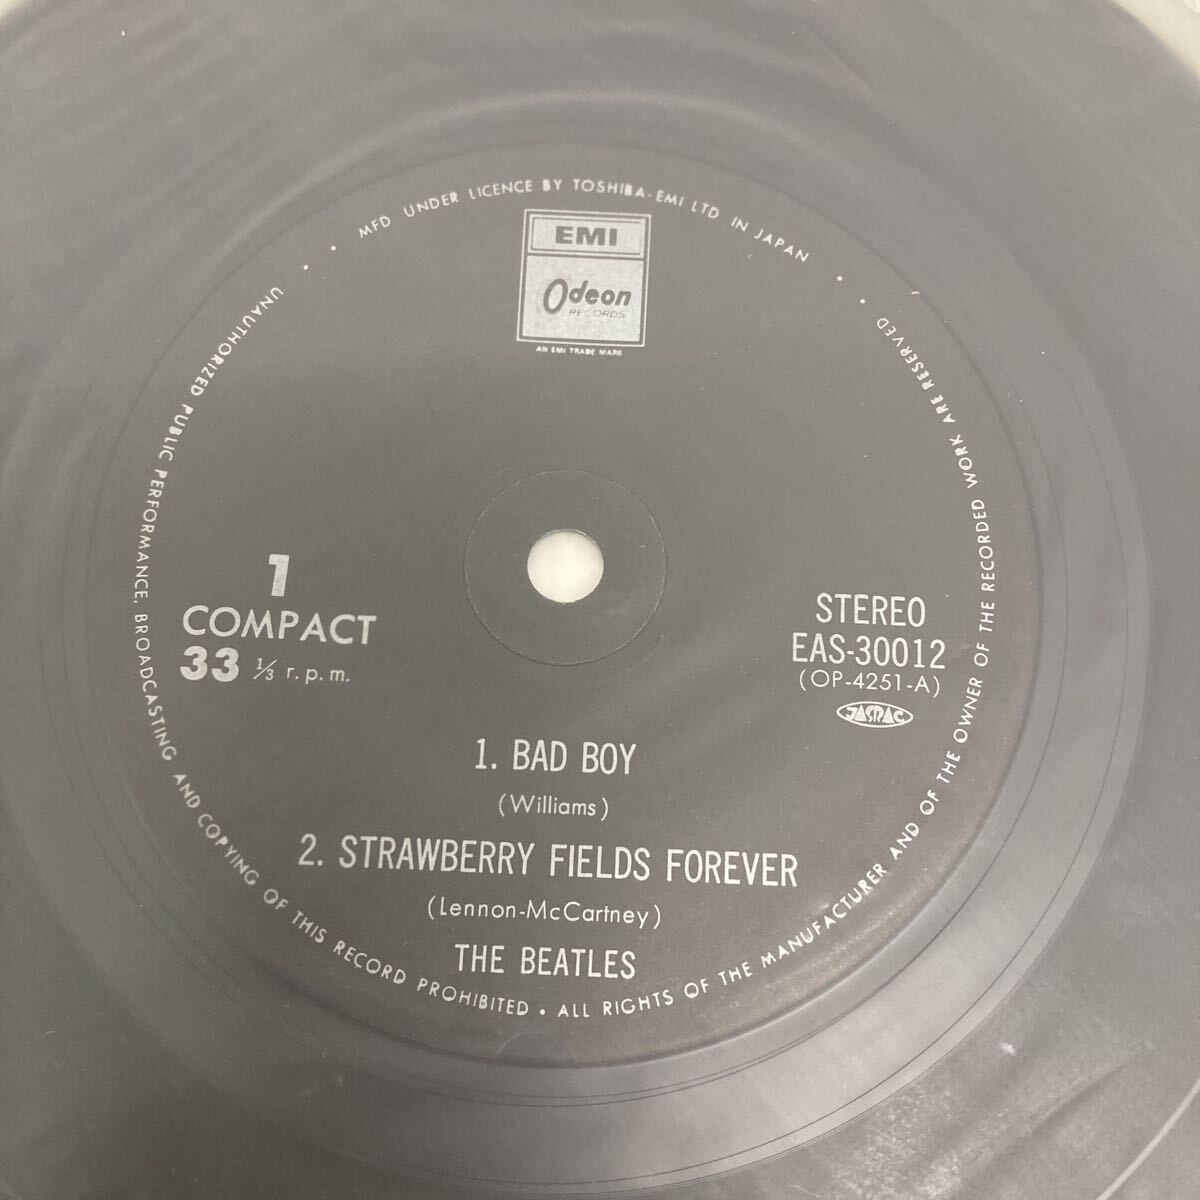 MFD UNDER LICENCE BY TOSHIBA-EMI LTD IN JAPAN
EMI
Odeon
RECORDS
AN EMI TRADE MARK
1
COMPACT
33 1/3 r.p.m.
STEREO
EAS-30012
(OP-4251-A)
JASRAC
1. BAD BOY
(Williams)
2. STRAWBERRY FIELDS FOREVER
(Lennon-McCartney)
THE BEATLES
UNAUTHORIZED PUBLIC PERFORMANCE, BROADCASTING AND COPYING OF THIS RECORD PROHIBITED • ALL RIGHTS OF THE MANUFACTURER AND OF THE OWNER OF THE RECORDED WORK ARE RESERVED